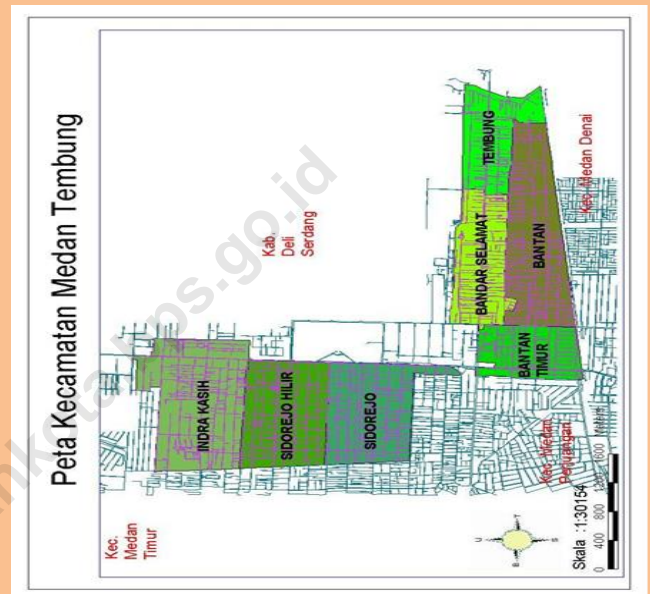 Peta Kecamatan Medan Tembung
Kec.
Medan
Timur
Kab.
Deli
Serdang
INDRA KASIH
SIDOREJO HILIR
SIDOREJO
TEMBUNG
BANDAR SELAMAT
BANTAN
BANTAN
TIMUR
Kec. Medan Denai
Kec. Medan
Perjuangan
U
B T
S
Skala :1:30154
0 400 800 1200 1600 Meters
.bps.go.id